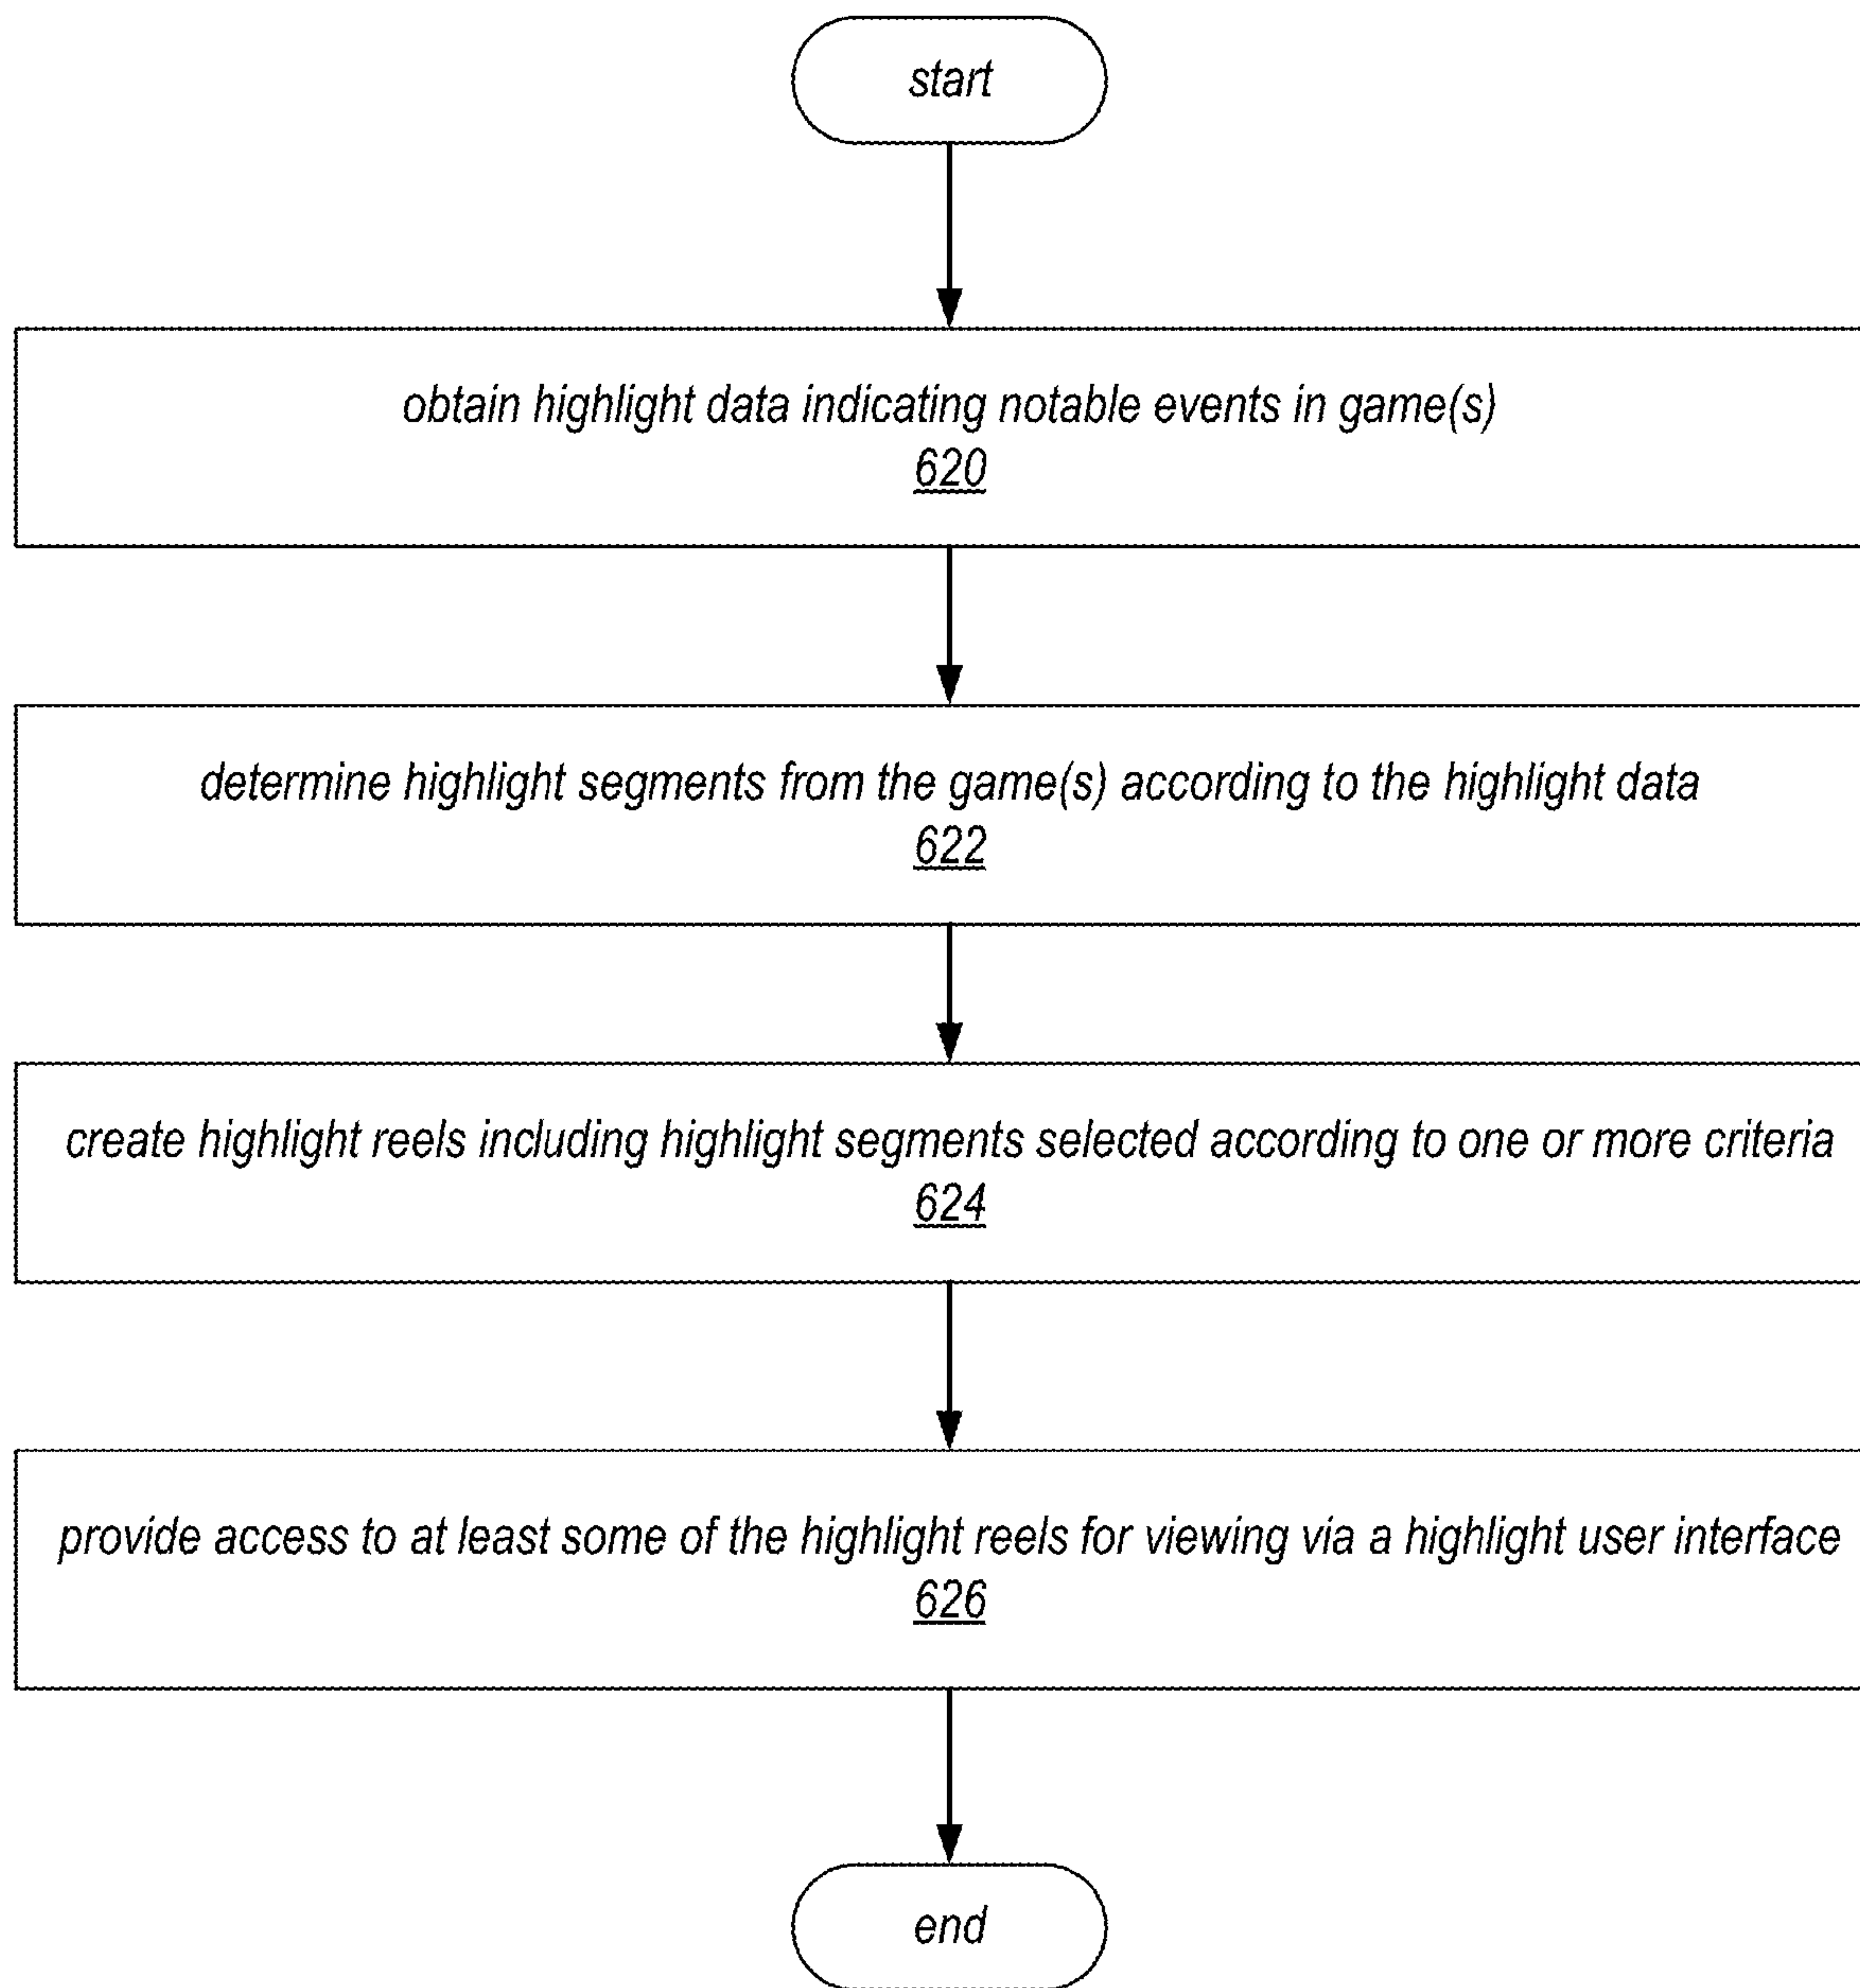 start
obtain highlight data indicating notable events in game(s)
620
determine highlight segments from the game(s) according to the highlight data
622
create highlight reels including highlight segments selected according to one or more criteria
624
provide access to at least some of the highlight reels for viewing via a highlight user interface
626
end